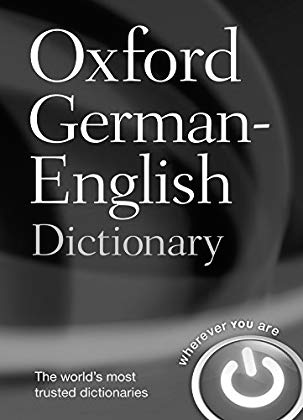 Oxford
German-
English
Dictionary
wherever YOU are
The world's most
trusted dictionaries